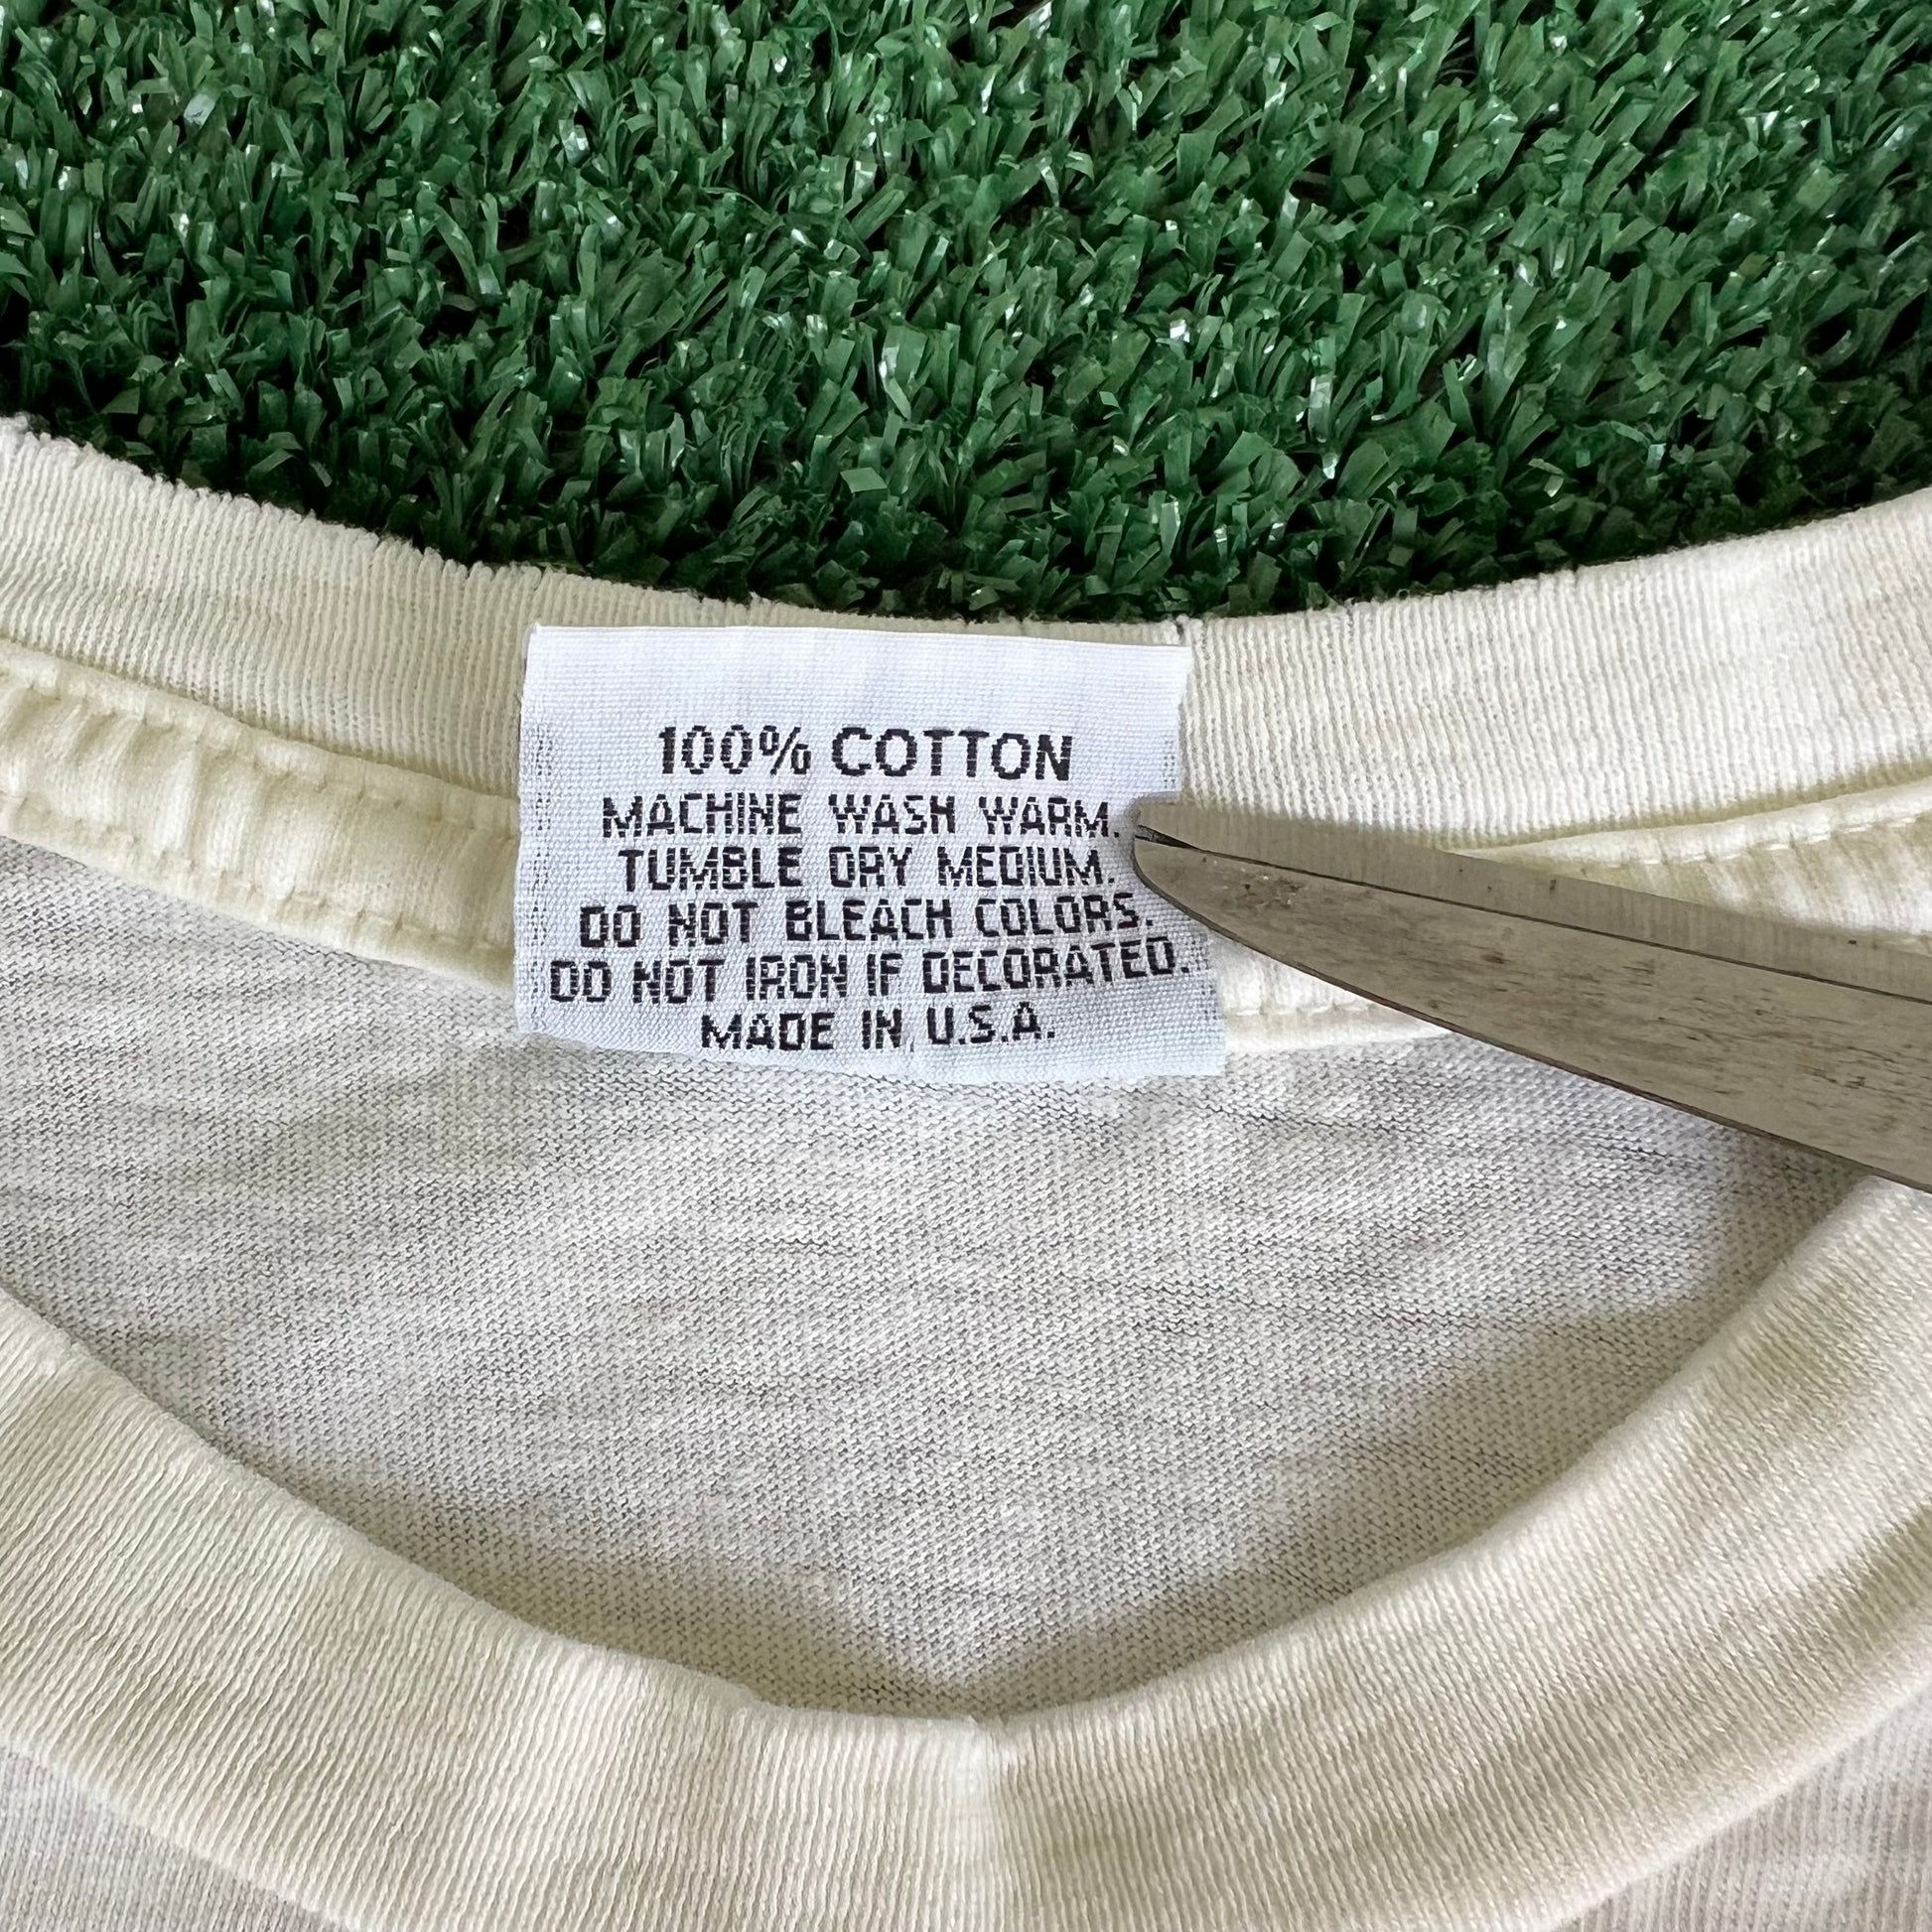 100% COTTON
MACHINE WASH WARM.
TUMBLE DRY MEDIUM.
DO NOT BLEACH COLORS.
DO NOT IRON IF DECORATED.
MADE IN U.S.A.